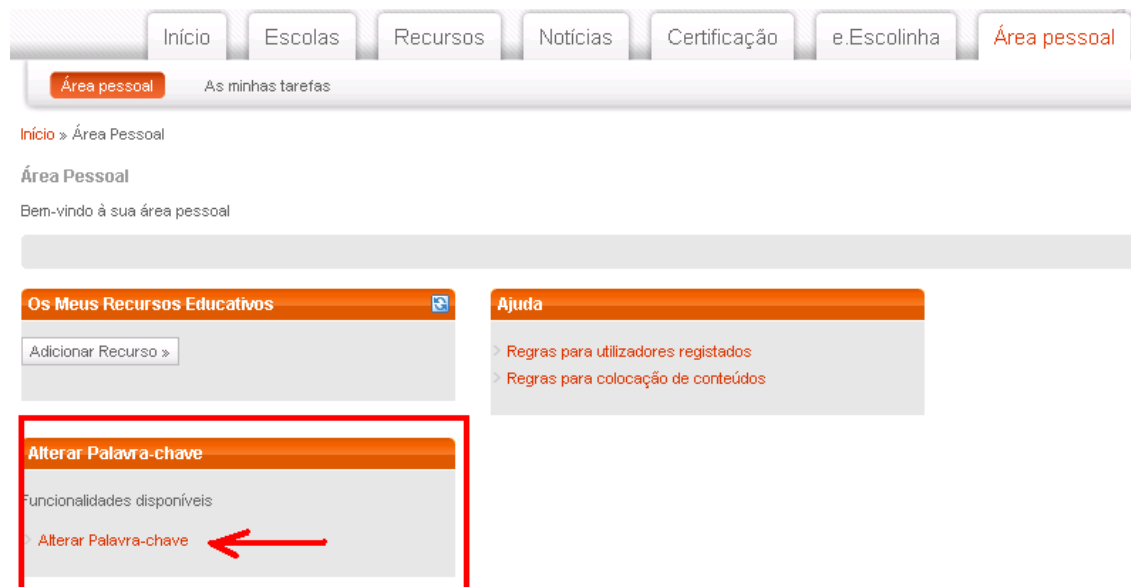 Início Escolas Recursos Notícias Certificação e.Escolinha Área pessoal
Área pessoal As minhas tarefas
Início » Área Pessoal
Área Pessoal
Bem-vindo à sua área pessoal
Os Meus Recursos Educativos
Adicionar Recurso »
Ajuda
> Regras para utilizadores registados
> Regras para colocação de conteúdos
Alterar Palavra-chave
Funcionalidades disponíveis
> Alterar Palavra-chave